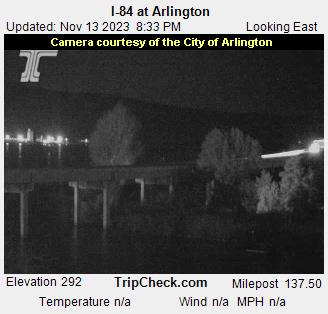 I-84 at Arlington
Updated: Nov 13 2023 8:33 PM Looking East
Camera courtesy of the City of Arlington
Elevation 292 TripCheck.com Milepost 137.50
Temperature n/a Wind n/a MPH n/a